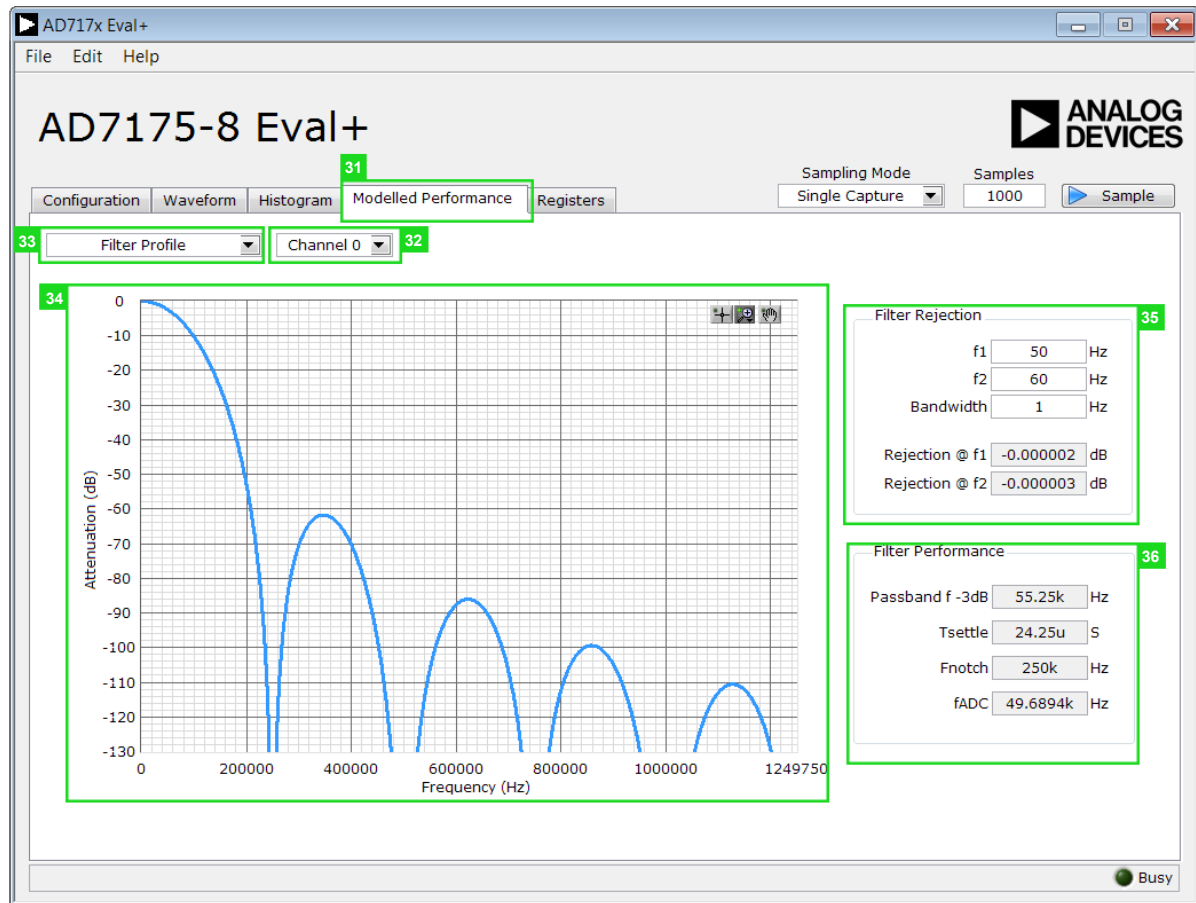 AD717x Eval+
File Edit Help
AD7175-8 Eval+
ANALOG
DEVICES
31
Sampling Mode
Samples
Configuration
Waveform
Histogram
Modelled Performance
Registers
Single Capture
1000
Sample
33
Filter Profile
Channel 0
32
34
0
-10
-20
-30
-40
-50
-60
-70
-80
-90
-100
-110
-120
-130
Attenuation (dB)
0
200000
400000
600000
800000
1000000
1249750
Frequency (Hz)
Filter Rejection
35
f1 50 Hz
f2 60 Hz
Bandwidth 1 Hz
Rejection @ f1 -0.000002 dB
Rejection @ f2 -0.000003 dB
Filter Performance
36
Passband f -3dB 55.25k Hz
Tsettle 24.25u S
Fnotch 250k Hz
fADC 49.6894k Hz
Busy